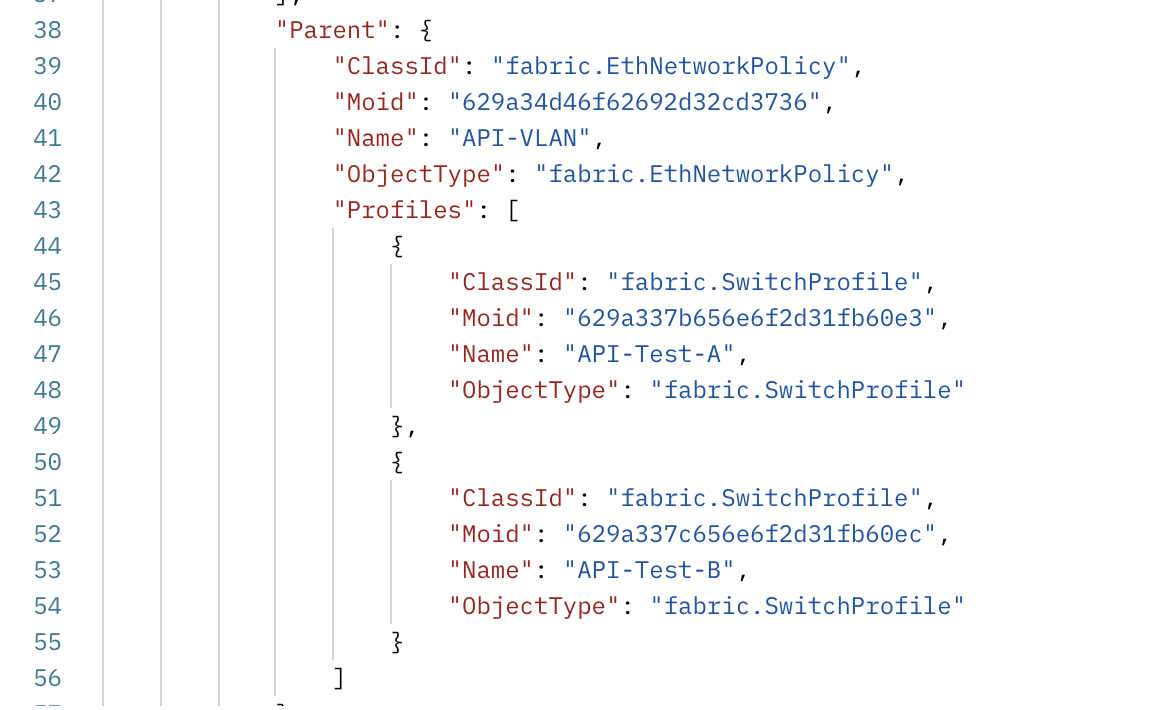 38 "Parent": {
39 "ClassId": "fabric.EthNetworkPolicy",
40 "Moid": "629a34d46f62692d32cd3736",
41 "Name": "API-VLAN",
42 "ObjectType": "fabric.EthNetworkPolicy",
43 "Profiles": [
44 {
45 "ClassId": "fabric.SwitchProfile",
46 "Moid": "629a337b656e6f2d31fb60e3",
47 "Name": "API-Test-A",
48 "ObjectType": "fabric.SwitchProfile"
49 },
50 {
51 "ClassId": "fabric.SwitchProfile",
52 "Moid": "629a337c656e6f2d31fb60ec",
53 "Name": "API-Test-B",
54 "ObjectType": "fabric.SwitchProfile"
55 }
56 ]